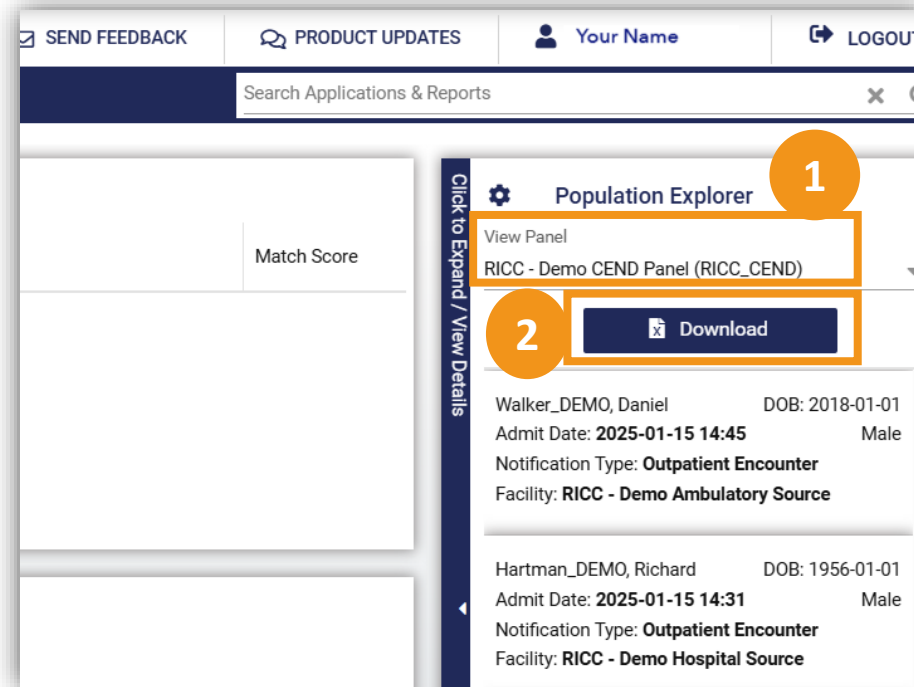 SEND FEEDBACK
PRODUCT UPDATES
Your Name
LOGOUT
Search Applications & Reports
Match Score
Click to Expand / View Details
Population Explorer
1
View Panel
RICC - Demo CEND Panel (RICC_CEND)
2
Download
Walker_DEMO, Daniel DOB: 2018-01-01
Admit Date: 2025-01-15 14:45 Male
Notification Type: Outpatient Encounter
Facility: RICC - Demo Ambulatory Source
Hartman_DEMO, Richard DOB: 1956-01-01
Admit Date: 2025-01-15 14:31 Male
Notification Type: Outpatient Encounter
Facility: RICC - Demo Hospital Source